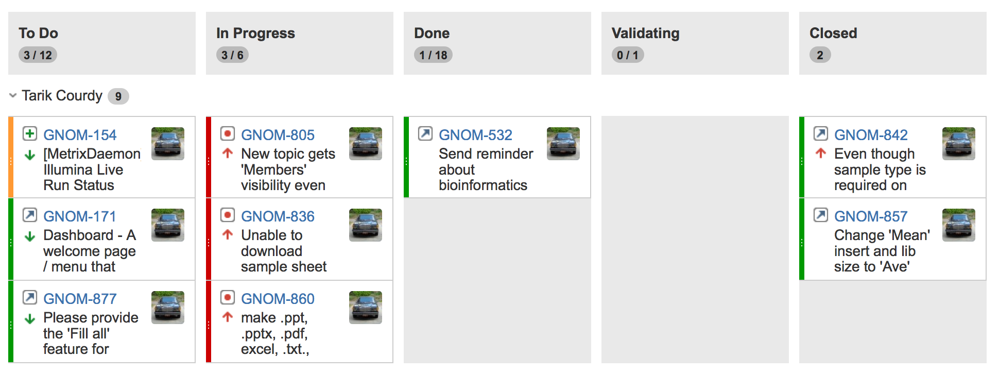 To Do
3 / 12
In Progress
3 / 6
Done
1 / 18
Validating
0 / 1
Closed
2
Tarik Courdy 9
GNOM-154
[MetrixDaemon
Illumina Live
Run Status
GNOM-805
New topic gets
'Members'
visibility even
GNOM-532
Send reminder
about
bioinformatics
GNOM-842
Even though
sample type is
required on
GNOM-171
Dashboard - A
welcome page
/ menu that
GNOM-836
Unable to
download
sample sheet
GNOM-857
Change 'Mean'
insert and lib
size to 'Ave'
GNOM-877
Please provide
the 'Fill all'
feature for
GNOM-860
make .ppt,
.pptx, .pdf,
excel, .txt.,